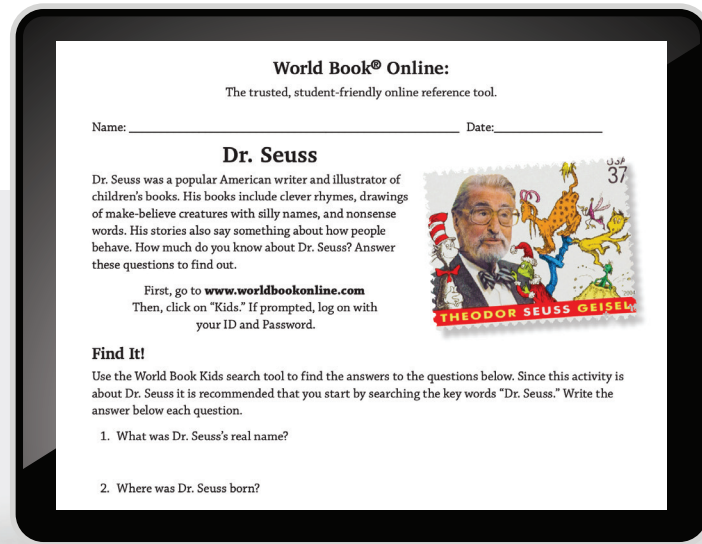 World Book® Online:
The trusted, student-friendly online reference tool.
Name: Date:
Dr. Seuss
Dr. Seuss was a popular American writer and illustrator of
children's books. His books include clever rhymes, drawings
of make-believe creatures with silly names, and nonsense
words. His stories also say something about how people
behave. How much do you know about Dr. Seuss? Answer
these questions to find out.
37
THEODOR SEUSS GEISEL
First, go to www.worldbookonline.com
Then, click on "Kids." If prompted, log on with
your ID and Password.
Find It!
Use the World Book Kids search tool to find the answers to the questions below. Since this activity is
about Dr. Seuss it is recommended that you start by searching the key words "Dr. Seuss." Write the
answer below each question.
1. What was Dr. Seuss's real name?
2. Where was Dr. Seuss born?